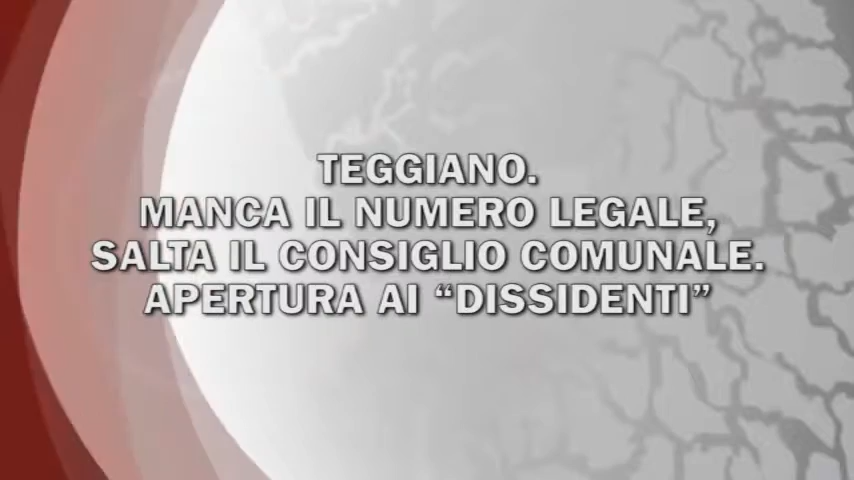 TEGGIANO.
MANCA IL NUMERO LEGALE,
SALTA IL CONSIGLIO COMUNALE.
APERTURA AI “DISSIDENTI”